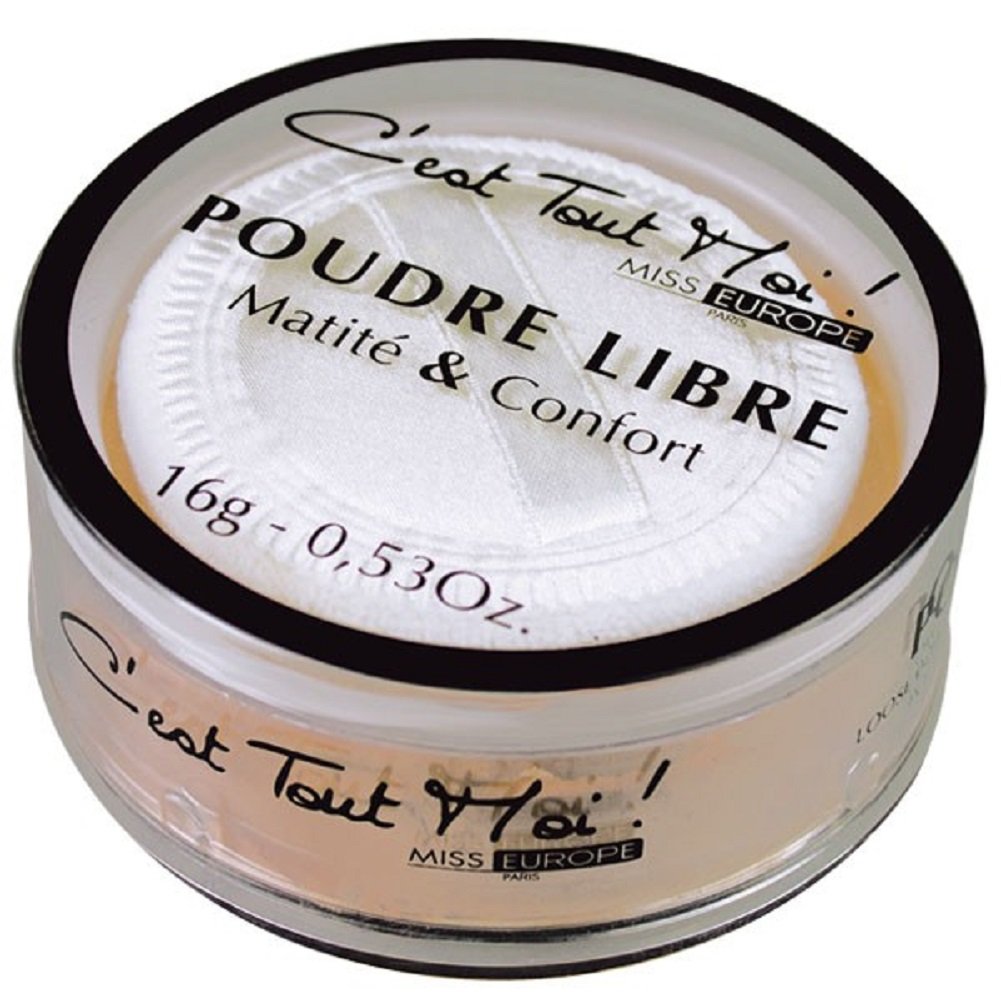 C'est Tout Moi !
MISS EUROPE
PARIS
POUDRE LIBRE
Matité & Confort
16g - 0,53Oz.
C'est Tout Moi !
MISS EUROPE
PARIS
LOOSE